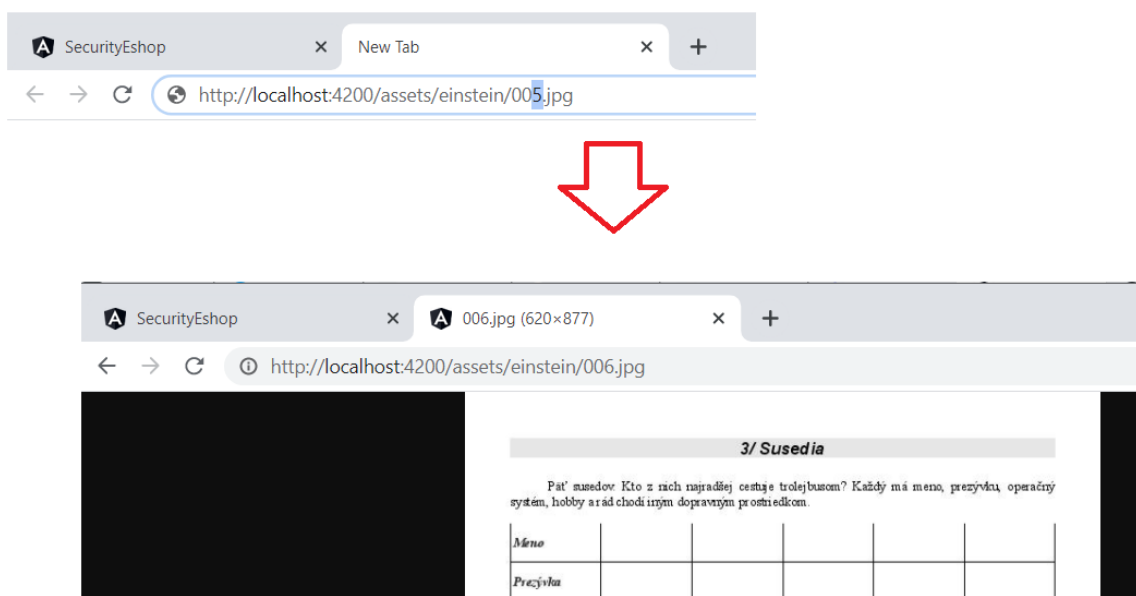 SecurityEshop
New Tab
http://localhost:4200/assets/einstein/005.jpg
SecurityEshop
006.jpg (620×877)
http://localhost:4200/assets/einstein/006.jpg
3/ Susedia
Päť susedov. Kto z nich najradšej cestuje trolejbusom? Každý má meno, prezývku, operačný
systém, hobby a rád chodí iným dopravným prostriedkom.
Meno
Prezývka